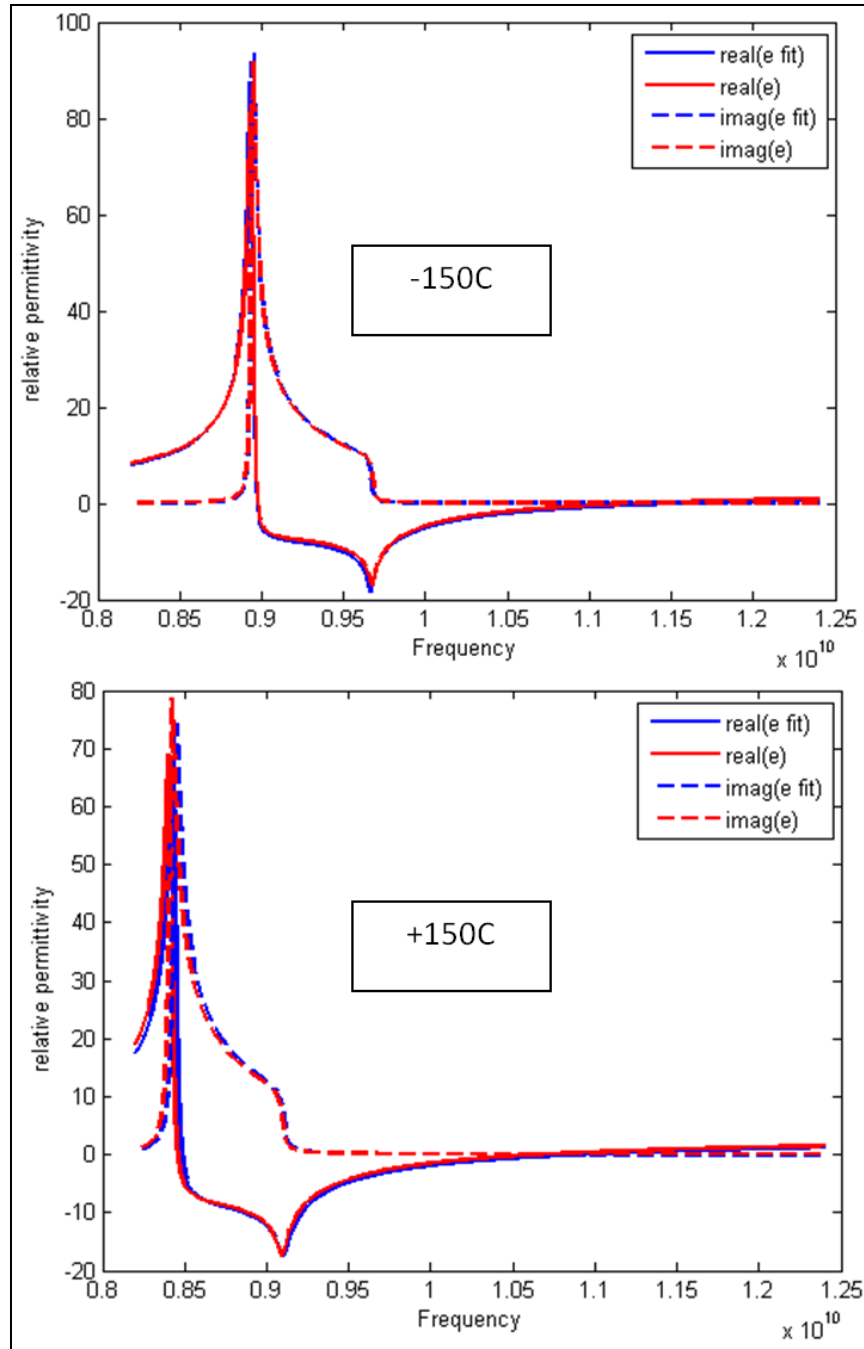 100
80
60
40
20
0
-20
relative permittivity
real(e fit)
real(e)
imag(e fit)
imag(e)
-150C
0.8 0.85 0.9 0.95 1 1.05 1.1 1.15 1.2 1.25
Frequency
x 10^10
80
70
60
50
40
30
20
10
0
-10
-20
relative permittivity
real(e fit)
real(e)
imag(e fit)
imag(e)
+150C
0.8 0.85 0.9 0.95 1 1.05 1.1 1.15 1.2 1.25
Frequency
x 10^10